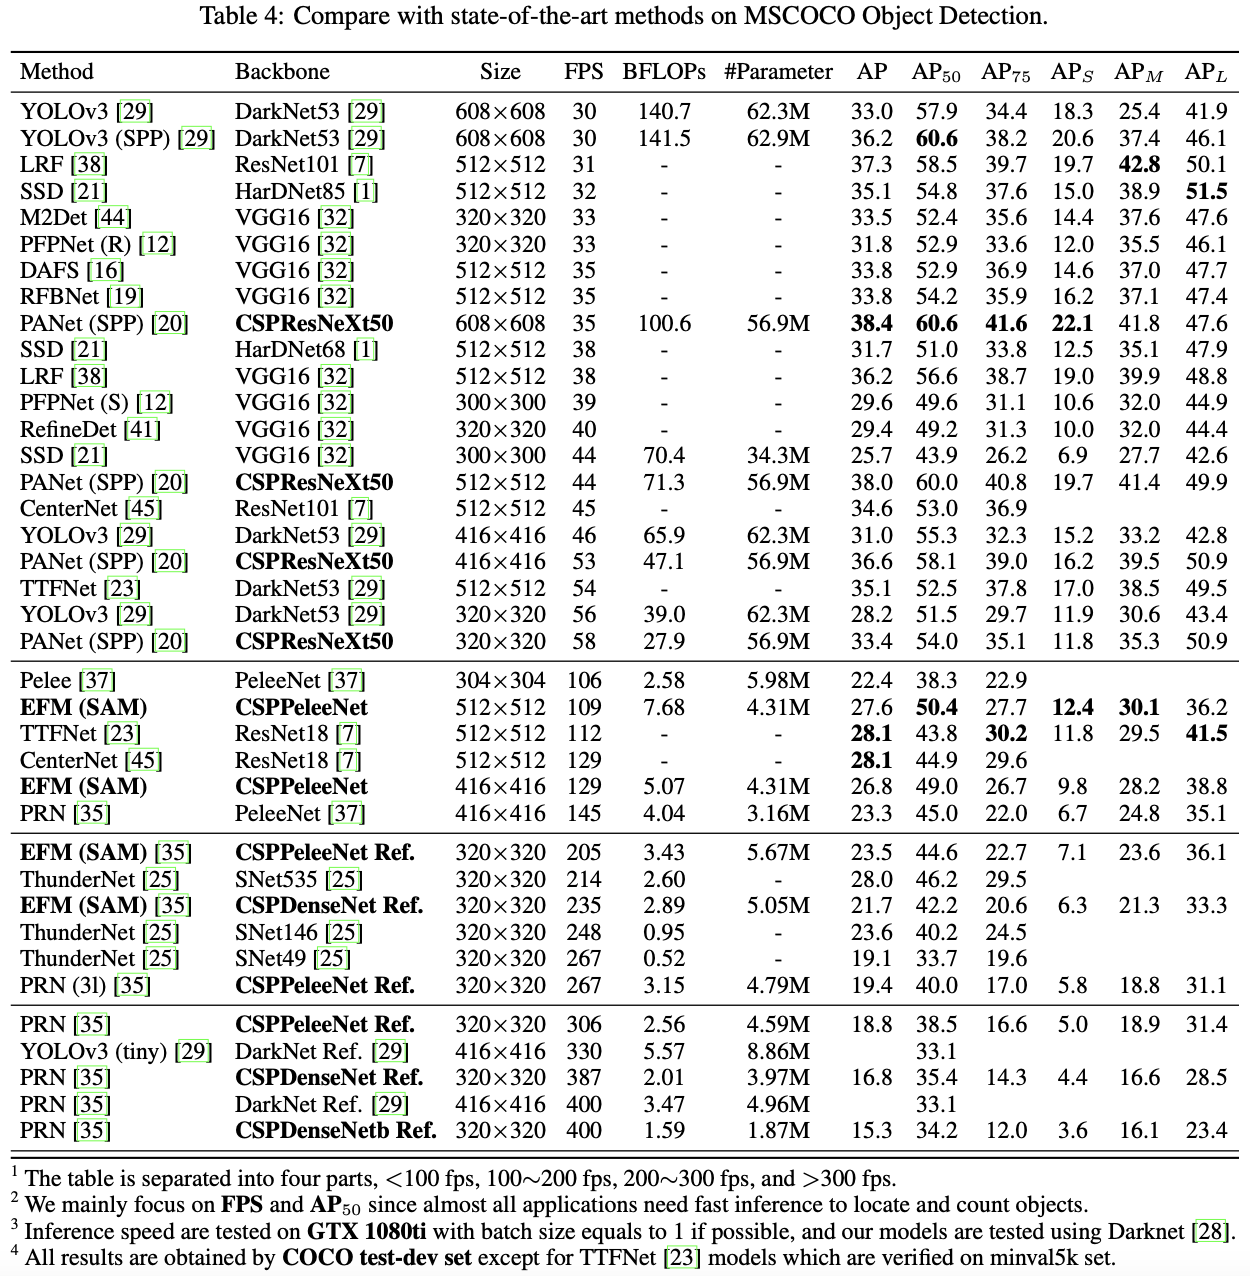 Table 4: Compare with state-of-the-art methods on MSCOCO Object Detection.
Method Backbone Size FPS BFLOPs #Parameter AP AP50 AP75 APS APM APL
YOLOv3 [29] DarkNet53 [29] 608×608 30 140.7 62.3M 33.0 57.9 34.4 18.3 25.4 41.9
YOLOv3 (SPP) [29] DarkNet53 [29] 608×608 30 141.5 62.9M 36.2 60.6 38.2 20.6 37.4 46.1
LRF [38] ResNet101 [7] 512×512 31 - - 37.3 58.5 39.7 19.7 42.8 50.1
SSD [21] HarDNet85 [1] 512×512 32 - - 35.1 54.8 37.6 15.0 38.9 51.5
M2Det [44] VGG16 [32] 320×320 33 - - 33.5 52.4 35.6 14.4 37.6 47.6
PFPNet (R) [12] VGG16 [32] 320×320 33 - - 31.8 52.9 33.6 12.0 35.5 46.1
DAFS [16] VGG16 [32] 512×512 35 - - 33.8 52.9 36.9 14.6 37.0 47.7
RFBNet [19] VGG16 [32] 512×512 35 - - 33.8 54.2 35.9 16.2 37.1 47.4
PANet (SPP) [20] CSPResNeXt50 608×608 35 100.6 56.9M 38.4 60.6 41.6 22.1 41.8 47.6
SSD [21] HarDNet68 [1] 512×512 38 - - 31.7 51.0 33.8 12.5 35.1 47.9
LRF [38] VGG16 [32] 512×512 38 - - 36.2 56.6 38.7 19.0 39.9 48.8
PFPNet (S) [12] VGG16 [32] 300×300 39 - - 29.6 49.6 31.1 10.6 32.0 44.9
RefineDet [41] VGG16 [32] 320×320 40 - - 29.4 49.2 31.3 10.0 32.0 44.4
SSD [21] VGG16 [32] 300×300 44 70.4 34.3M 25.7 43.9 26.2 6.9 27.7 42.6
PANet (SPP) [20] CSPResNeXt50 512×512 44 71.3 56.9M 38.0 60.0 40.8 19.7 41.4 49.9
CenterNet [45] ResNet101 [7] 512×512 45 - - 34.6 53.0 36.9
YOLOv3 [29] DarkNet53 [29] 416×416 46 65.9 62.3M 31.0 55.3 32.3 15.2 33.2 42.8
PANet (SPP) [20] CSPResNeXt50 416×416 53 47.1 56.9M 36.6 58.1 39.0 16.2 39.5 50.9
TTFNet [23] DarkNet53 [29] 512×512 54 - - 35.1 52.5 37.8 17.0 38.5 49.5
YOLOv3 [29] DarkNet53 [29] 320×320 56 39.0 62.3M 28.2 51.5 29.7 11.9 30.6 43.4
PANet (SPP) [20] CSPResNeXt50 320×320 58 27.9 56.9M 33.4 54.0 35.1 11.8 35.3 50.9
Pelee [37] PeleeNet [37] 304×304 106 2.58 5.98M 22.4 38.3 22.9
EFM (SAM) CSPPeleeNet 512×512 109 7.68 4.31M 27.6 50.4 27.7 12.4 30.1 36.2
TTFNet [23] ResNet18 [7] 512×512 112 - - 28.1 43.8 30.2 11.8 29.5 41.5
CenterNet [45] ResNet18 [7] 512×512 129 - - 28.1 44.9 29.6
EFM (SAM) CSPPeleeNet 416×416 129 5.07 4.31M 26.8 49.0 26.7 9.8 28.2 38.8
PRN [35] PeleeNet [37] 416×416 145 4.04 3.16M 23.3 45.0 22.0 6.7 24.8 35.1
EFM (SAM) [35] CSPPeleeNet Ref. 320×320 205 3.43 5.67M 23.5 44.6 22.7 7.1 23.6 36.1
ThunderNet [25] SNet535 [25] 320×320 214 2.60 - 28.0 46.2 29.5
EFM (SAM) [35] CSPDenseNet Ref. 320×320 235 2.89 5.05M 21.7 42.2 20.6 6.3 21.3 33.3
ThunderNet [25] SNet146 [25] 320×320 248 0.95 - 23.6 40.2 24.5
ThunderNet [25] SNet49 [25] 320×320 267 0.52 - 19.1 33.7 19.6
PRN (3l) [35] CSPPeleeNet Ref. 320×320 267 3.15 4.79M 19.4 40.0 17.0 5.8 18.8 31.1
PRN [35] CSPPeleeNet Ref. 320×320 306 2.56 4.59M 18.8 38.5 16.6 5.0 18.9 31.4
YOLOv3 (tiny) [29] DarkNet Ref. [29] 416×416 330 5.57 8.86M 33.1
PRN [35] CSPDenseNet Ref. 320×320 387 2.01 3.97M 16.8 35.4 14.3 4.4 16.6 28.5
PRN [35] DarkNet Ref. [29] 416×416 400 3.47 4.96M 33.1
PRN [35] CSPDenseNetb Ref. 320×320 400 1.59 1.87M 15.3 34.2 12.0 3.6 16.1 23.4
1 The table is separated into four parts, <100 fps, 100∼200 fps, 200∼300 fps, and >300 fps.
2 We mainly focus on FPS and AP50 since almost all applications need fast inference to locate and count objects.
3 Inference speed are tested on GTX 1080ti with batch size equals to 1 if possible, and our models are tested using Darknet [28].
4 All results are obtained by COCO test-dev set except for TTFNet [23] models which are verified on minval5k set.